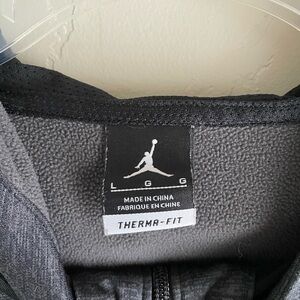 L G G
MADE IN CHINA
FABRIQUE EN CHINE
THERMA-FIT